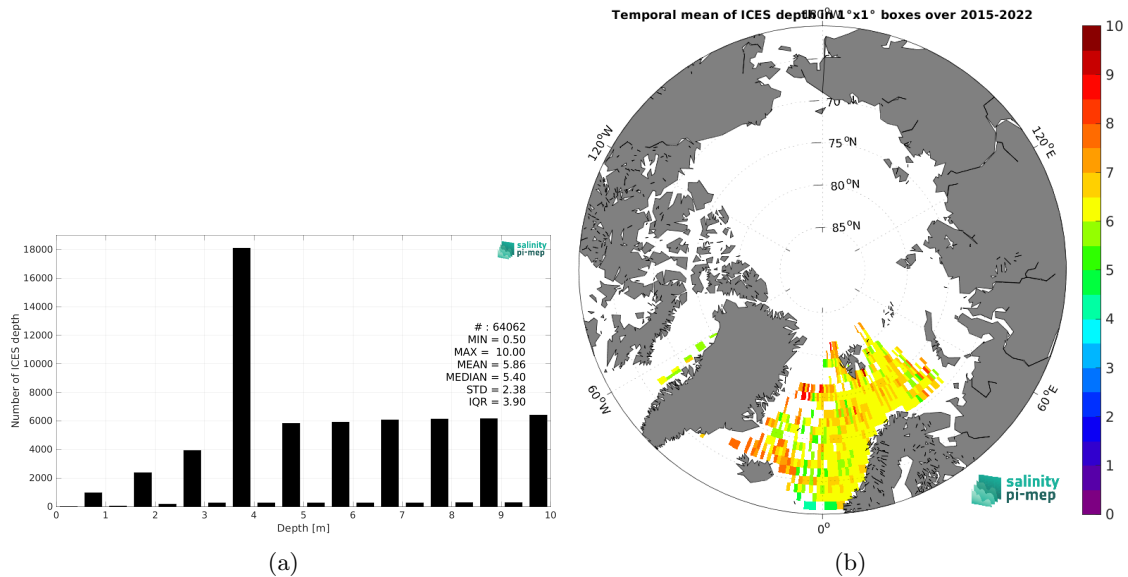 Temporal mean of ICES depth in 1°x1° boxes over 2015-2022
180°W
120°W
120°E
70°N
75°N
80°N
85°N
60°W
60°E
0°
10
9
8
7
6
5
4
3
2
1
0
salinity
pi-mep
18000
16000
14000
12000
10000
8000
6000
4000
2000
0
Number of ICES depth
salinity
pi-mep
# : 64062
MIN = 0.50
MAX = 10.00
MEAN = 5.86
MEDIAN = 5.40
STD = 2.38
IQR = 3.90
0 1 2 3 4 5 6 7 8 9 10
Depth [m]
(a)
(b)